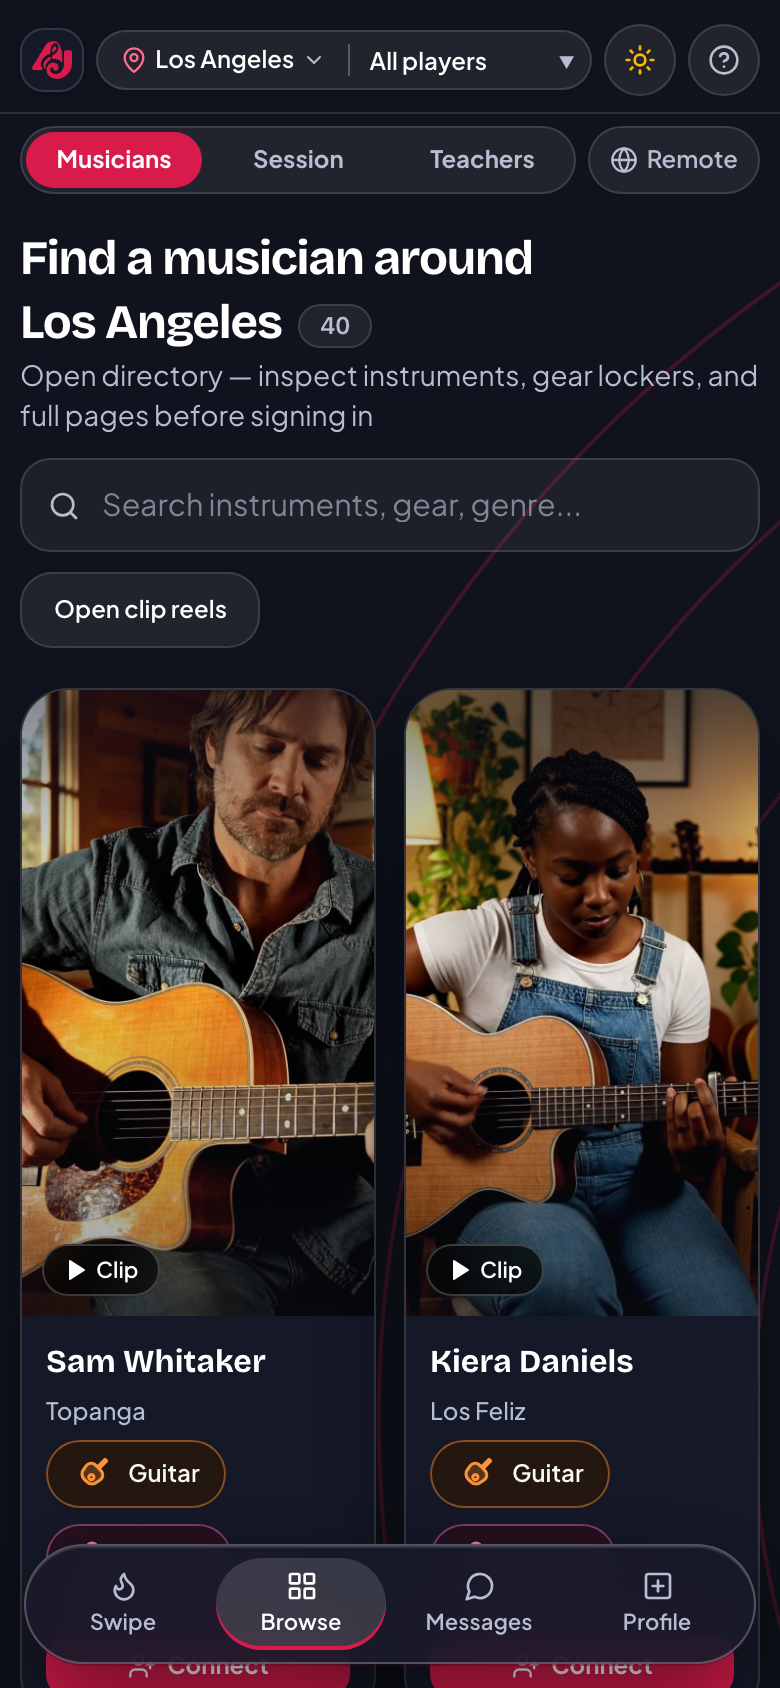 Los Angeles
All players
Musicians
Session
Teachers
Remote
Find a musician around
Los Angeles 40
Open directory — inspect instruments, gear lockers, and
full pages before signing in
Search instruments, gear, genre...
Open clip reels
Clip
Clip
Sam Whitaker
Topanga
Guitar
Kiera Daniels
Los Feliz
Guitar
Swipe
Browse
Messages
Profile
Connect
Connect